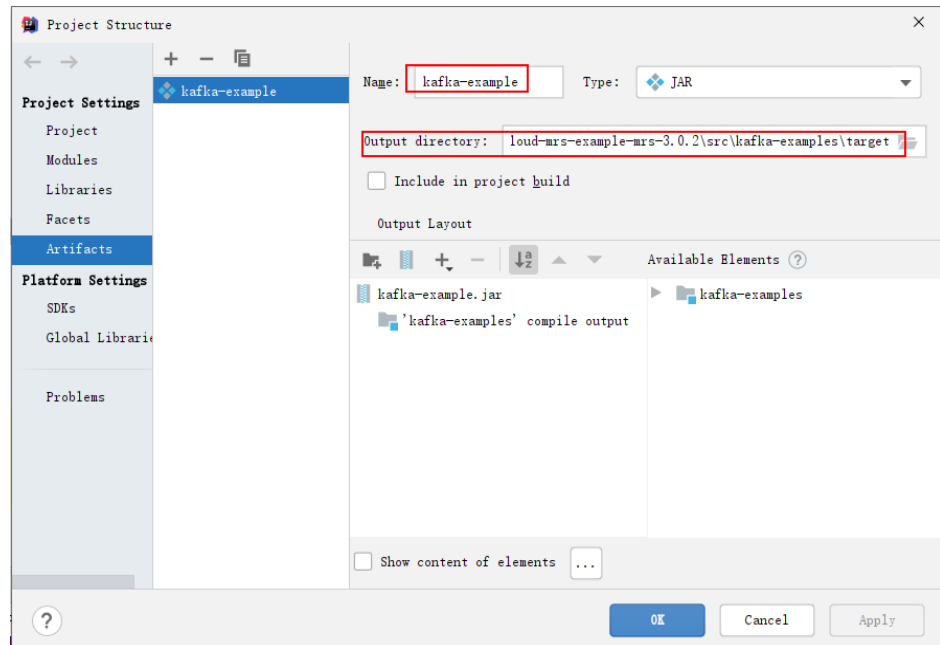 Project Structure
Project Settings
Project
Modules
Libraries
Facets
Artifacts
Platform Settings
SDKs
Global Librarie
Problems
kafka-example
Name: kafka-example Type: JAR
Output directory: loud-mrs-example-mrs-3.0.2\src\kafka-examples\target
Include in project build
Output Layout
Available Elements ?
kafka-example.jar
'kafka-examples' compile output
kafka-examples
Show content of elements ...
? OK Cancel Apply